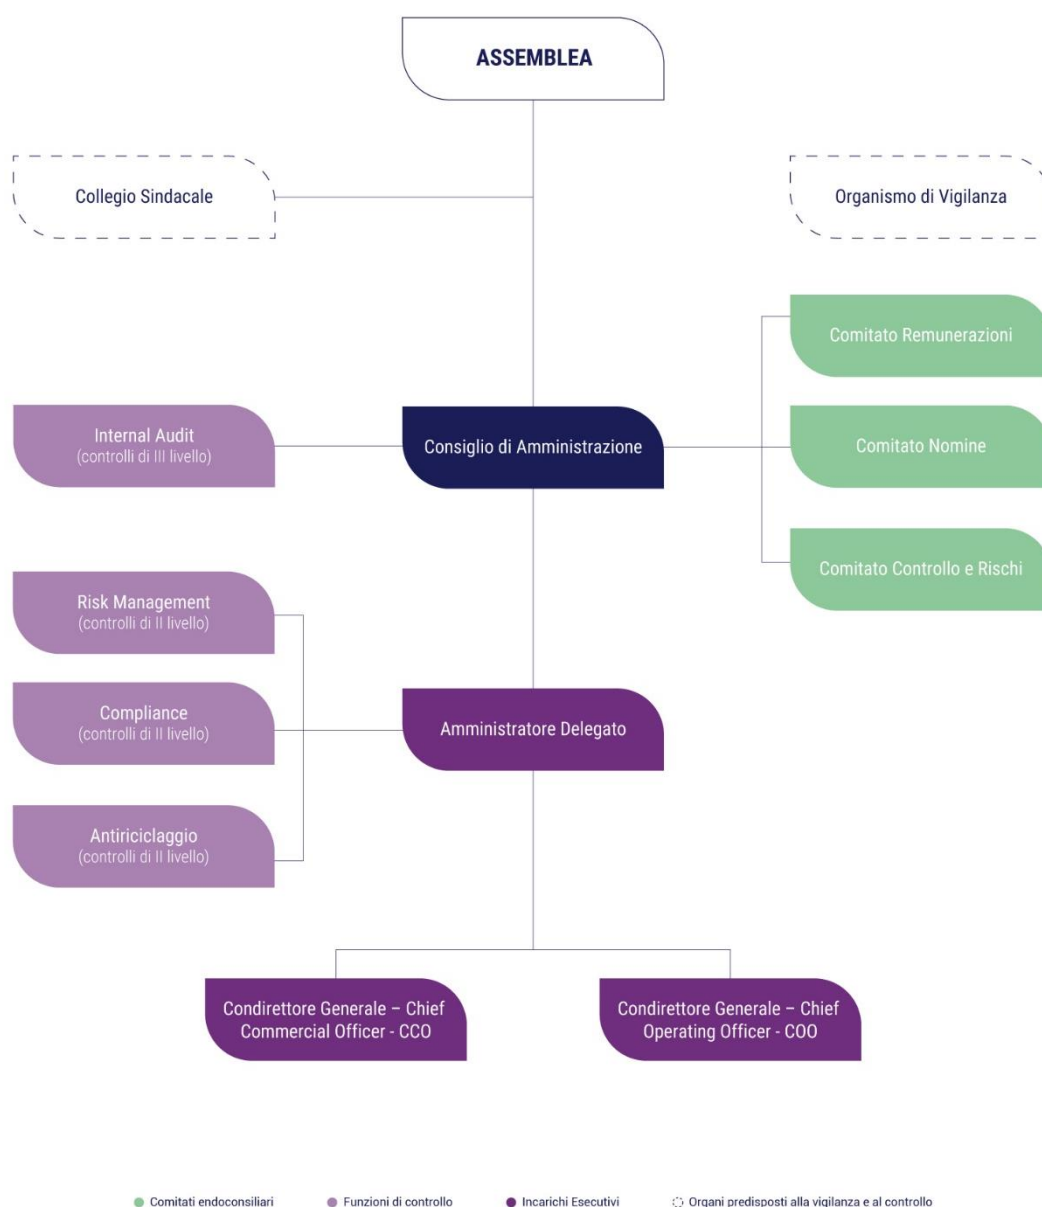 ASSEMBLEA
Collegio Sindacale
Organismo di Vigilanza
Comitato Remunerazioni
Internal Audit
(controlli di III livello)
Consiglio di Amministrazione
Comitato Nomine
Comitato Controllo e Rischi
Risk Management
(controlli di II livello)
Compliance
(controlli di II livello)
Amministratore Delegato
Antiriciclaggio
(controlli di II livello)
Condirettore Generale – Chief
Commercial Officer - CCO
Condirettore Generale – Chief
Operating Officer - COO
Comitati endoconsiliari
Funzioni di controllo
Incarichi Esecutivi
Organi predisposti alla vigilanza e al controllo